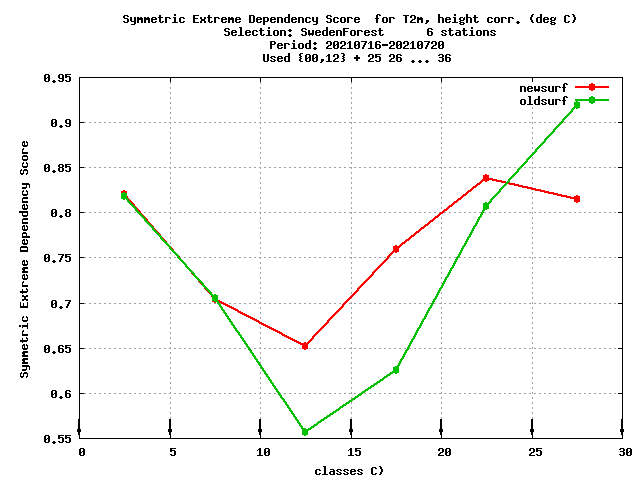 Symmetric Extreme Dependency Score  for T2m, height corr. (deg C)
Selection: SwedenForest      6 stations
Period: 20210716-20210720
Used {00,12} + 25 26 ... 36
newsurf
oldsurf
0.95
0.9
0.85
0.8
0.75
0.7
0.65
0.6
0.55
Symmetric Extreme Dependency Score
0 5 10 15 20 25 30
classes C)